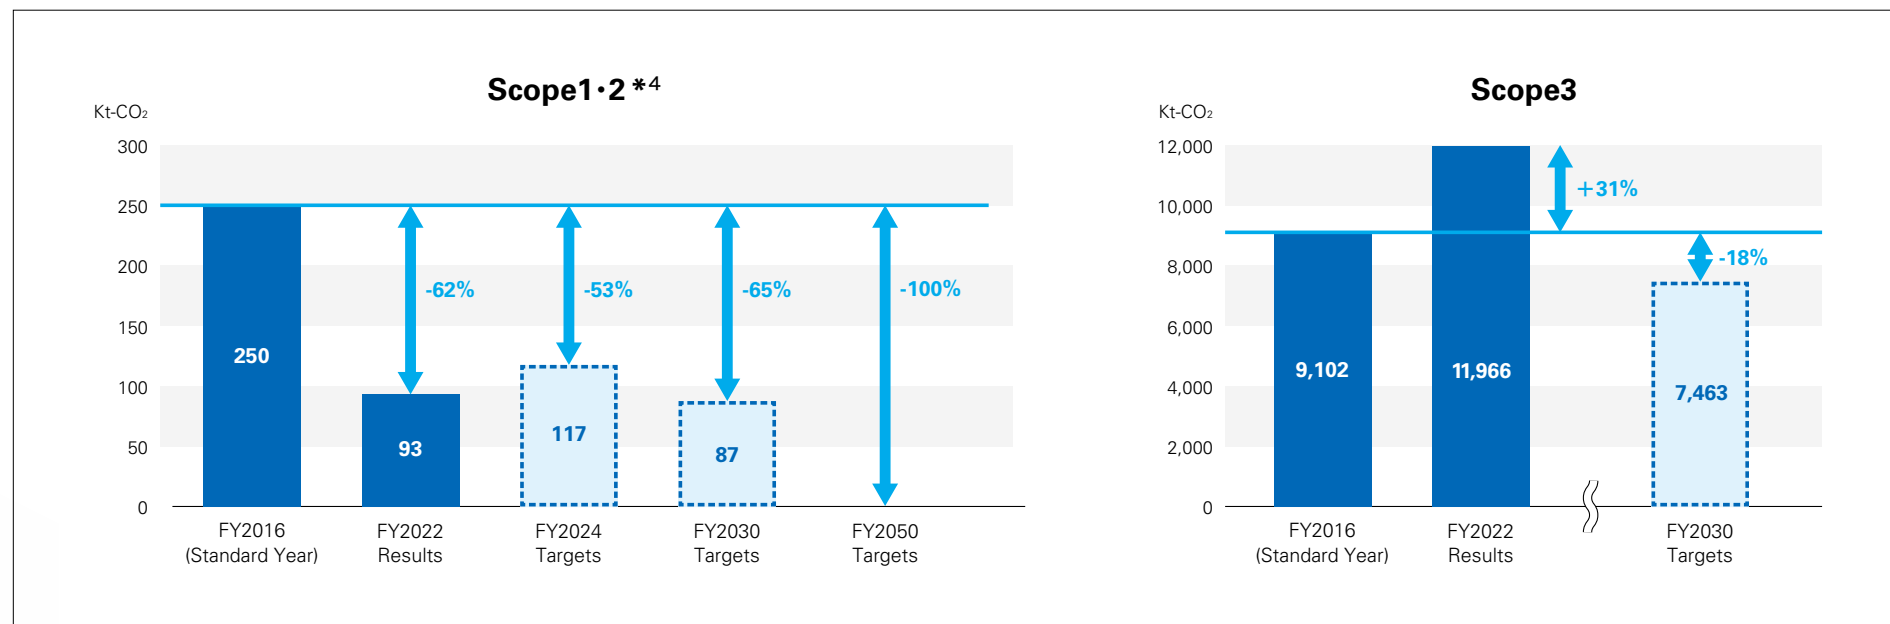 Scope1・2 *4
Kt-CO₂
300
250
200
150
100
50
0
-62%
-53%
-65%
-100%
250
93
117
87
FY2016
(Standard Year)
FY2022
Results
FY2024
Targets
FY2030
Targets
FY2050
Targets
Scope3
Kt-CO₂
12,000
10,000
8,000
6,000
4,000
2,000
0
+31%
-18%
9,102
11,966
7,463
FY2016
(Standard Year)
FY2022
Results
FY2030
Targets